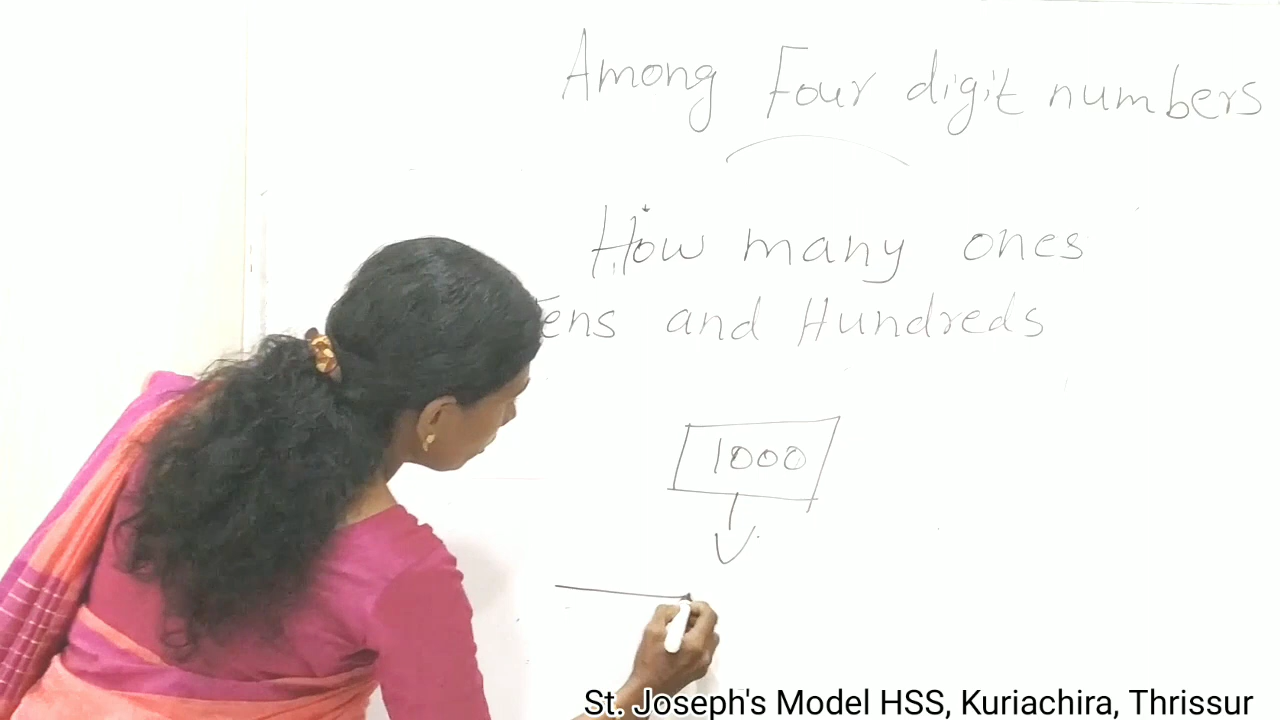 Among Four digit numbers
How many ones
ens and Hundreds
1000
St. Joseph's Model HSS, Kuriachira, Thrissur